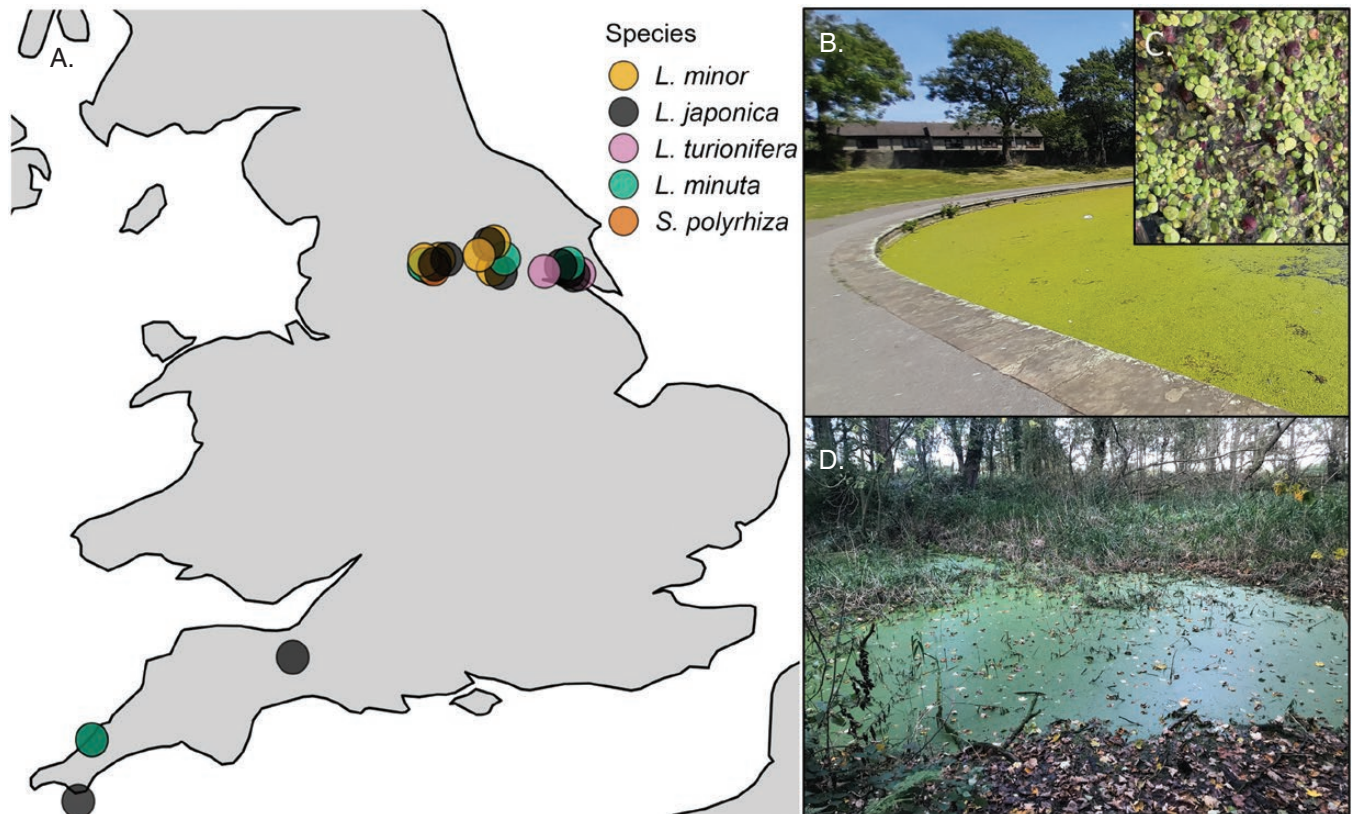 A.
Species
L. minor
L. japonica
L. turionifera
L. minuta
S. polyrhiza
B.
C.
D.